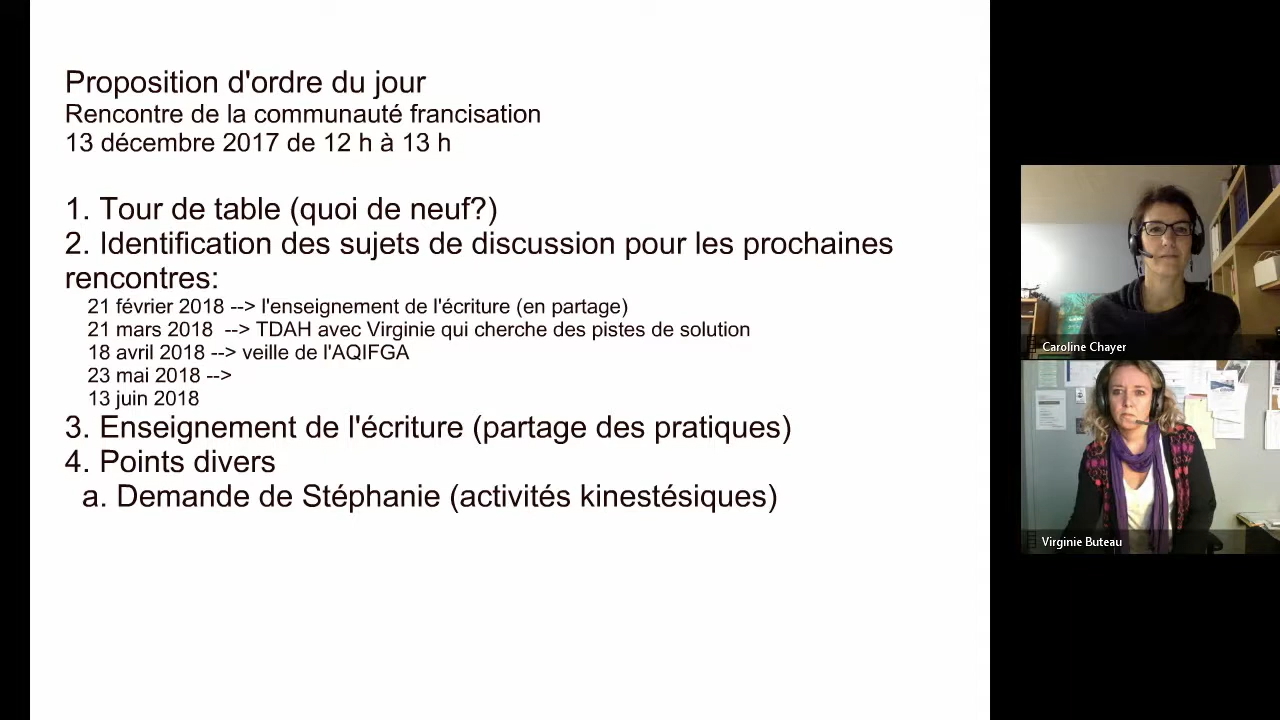 Proposition d'ordre du jour
Rencontre de la communauté francisation
13 décembre 2017 de 12 h à 13 h
1. Tour de table (quoi de neuf?)
2. Identification des sujets de discussion pour les prochaines
rencontres:
21 février 2018 --> l'enseignement de l'écriture (en partage)
21 mars 2018  --> TDAH avec Virginie qui cherche des pistes de solution
18 avril 2018 --> veille de l'AQIFGA
23 mai 2018 -->
13 juin 2018
3. Enseignement de l'écriture (partage des pratiques)
4. Points divers
a. Demande de Stéphanie (activités kinestésiques)
Caroline Chayer
Virginie Buteau